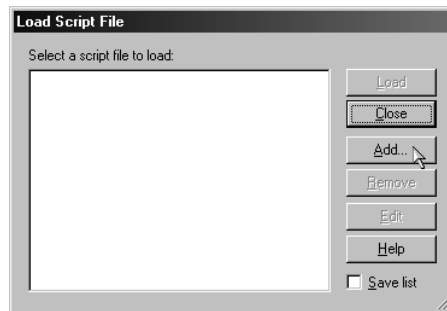 Load Script File
Select a script file to load:
Load
Close
Add...
Remove
Edit
Help
Save list